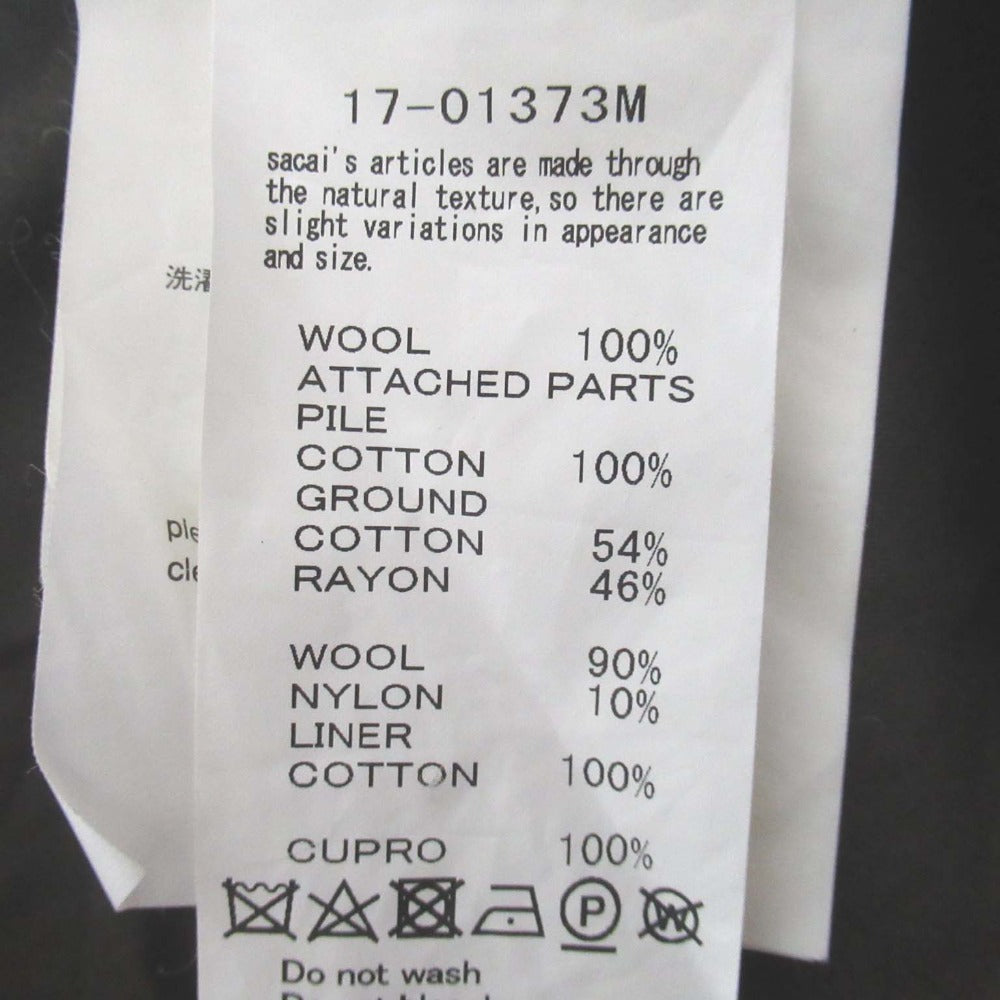 17-01373M
sacai's articles are made through
the natural texture, so there are
slight variations in appearance
and size.
WOOL 100%
ATTACHED PARTS
PILE
COTTON 100%
GROUND
COTTON 54%
RAYON 46%
WOOL 90%
NYLON 10%
LINER
COTTON 100%
CUPRO 100%
P W
Do not wash
洗濯